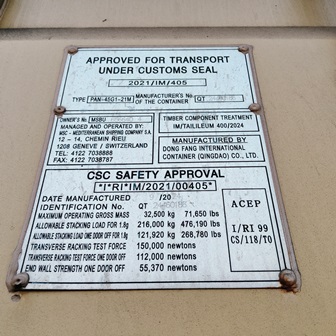 APPROVED FOR TRANSPORT
UNDER CUSTOMS SEAL
2021/IM/405
TYPE PAN-45G1-21M MANUFACTURER'S No. OF THE CONTAINER QT
OWNER'S No MSBU
MANAGED AND OPERATED BY:
MSC - MEDITERRANEAN SHIPPING COMPANY S.A.
12 - 14, CHEMIN RIEU
1208 GENEVE / SWITZERLAND
TEL: 4122 7038888
FAX: 4122 7038787
TIMBER COMPONENT TREATMENT
IM/TAILILEUM 400/2024
MANUFACTURED BY
DONG FANG INTERNATIONAL
CONTAINER (QINGDAO) CO., LTD.
CSC SAFETY APPROVAL
"I*RI*IM/2021/00405"
DATE MANUFACTURED /20
IDENTIFICATION No. QT
MAXIMUM OPERATING GROSS MASS 32,500 kg 71,650 lbs
ALLOWABLE STACKING LOAD FOR 1.8g 216,000 kg 476,190 lbs
ALLOWABLE STACKING LOAD ONE DOOR OFF FOR 1.8g 121,920 kg 268,780 lbs
TRANSVERSE RACKING TEST FORCE 150,000 newtons
TRANSVERSE RACKING TEST FORCE ONE DOOR OFF 112,000 newtons
END WALL STRENGTH ONE DOOR OFF 55,370 newtons
ACEP
I/RI 99
CS/118/TO